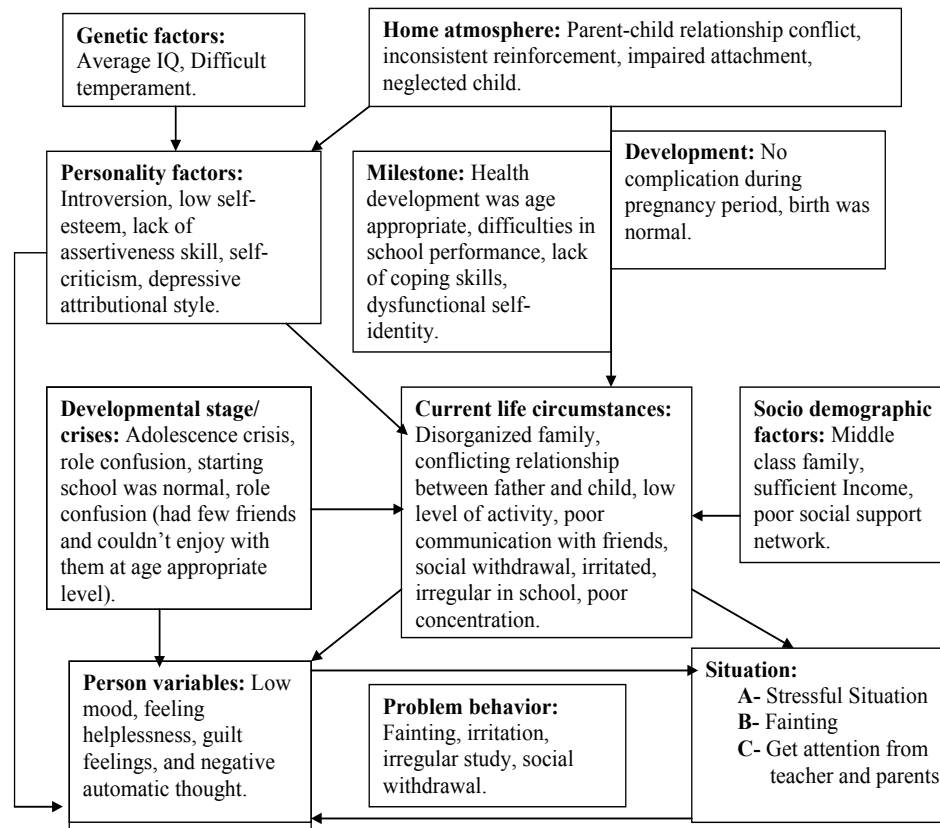 Genetic factors:
Average IQ, Difficult
temperament.
Home atmosphere: Parent-child relationship conflict,
inconsistent reinforcement, impaired attachment,
neglected child.
Personality factors:
Introversion, low self-
esteem, lack of
assertiveness skill, self-
criticism, depressive
attributional style.
Milestone: Health
development was age
appropriate, difficulties in
school performance, lack
of coping skills,
dysfunctional self-
identity.
Development: No
complication during
pregnancy period, birth was
normal.
Developmental stage/
crises: Adolescence crisis,
role confusion, starting
school was normal, role
confusion (had few friends
and couldn’t enjoy with
them at age appropriate
level).
Current life circumstances:
Disorganized family,
conflicting relationship
between father and child, low
level of activity, poor
communication with friends,
social withdrawal, irritated,
irregular in school, poor
concentration.
Socio demographic
factors: Middle
class family,
sufficient Income,
poor social support
network.
Person variables: Low
mood, feeling
helplessness, guilt
feelings, and negative
automatic thought.
Problem behavior:
Fainting, irritation,
irregular study, social
withdrawal.
Situation:
A- Stressful Situation
B- Fainting
C- Get attention from
teacher and parents